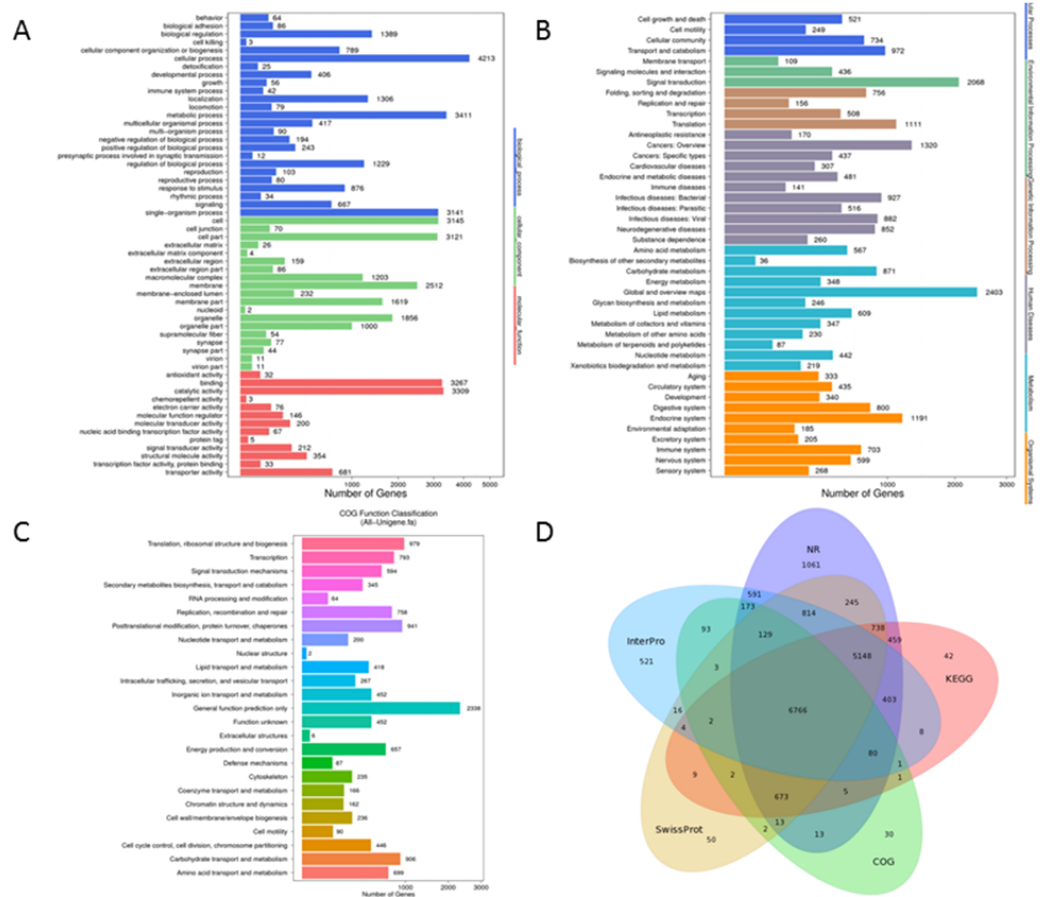 A
behavior 64
biological adhesion 86
biological regulation 1389
cell killing 3
cellular component organization or biogenesis 789
cellular process 4213
detoxification 25
developmental process 406
growth 56
immune system process 42
localization 1306
locomotion 79
metabolic process 3411
multicellular organismal process 417
multi-organism process 90
negative regulation of biological process 194
positive regulation of biological process 243
presynaptic process involved in synaptic transmission 12
regulation of biological process 1229
reproduction 103
reproductive process 80
response to stimulus 876
rhythmic process 34
signaling 667
single-organism process 3141
cell 3145
cell junction 70
cell part 3121
extracellular matrix 26
extracellular matrix component 4
extracellular region 159
extracellular region part 86
macromolecular complex 1203
membrane 2512
membrane-enclosed lumen 232
membrane part 1619
nucleoid 2
organelle 1856
organelle part 1000
supramolecular fiber 54
synapse 77
synapse part 44
virion 11
virion part 11
antioxidant activity 32
binding 3267
catalytic activity 3309
chemorepellent activity 3
electron carrier activity 76
molecular function regulator 146
molecular transducer activity 200
nucleic acid binding transcription factor activity 67
protein tag 5
signal transducer activity 212
structural molecule activity 354
transcription factor activity, protein binding 33
transporter activity 681
1000 2000 3000 4000 5000
Number of Genes
biological_process
cellular_component
molecular_function
B
Cell growth and death 521
Cell motility 249
Cellular community 734
Transport and catabolism 972
Membrane transport 109
Signaling molecules and interaction 436
Signal transduction 2068
Folding, sorting and degradation 756
Replication and repair 156
Transcription 508
Translation 1111
Antineoplastic resistance 170
Cancers: Overview 1320
Cancers: Specific types 437
Cardiovascular diseases 307
Endocrine and metabolic diseases 481
Immune diseases 141
Infectious diseases: Bacterial 927
Infectious diseases: Parasitic 516
Infectious diseases: Viral 882
Neurodegenerative diseases 852
Substance dependence 260
Amino acid metabolism 567
Biosynthesis of other secondary metabolites 36
Carbohydrate metabolism 871
Energy metabolism 348
Global and overview maps 2403
Glycan biosynthesis and metabolism 246
Lipid metabolism 609
Metabolism of cofactors and vitamins 347
Metabolism of other amino acids 230
Metabolism of terpenoids and polyketides 87
Nucleotide metabolism 442
Xenobiotics biodegradation and metabolism 219
Aging 333
Circulatory system 435
Development 340
Digestive system 800
Endocrine system 1191
Environmental adaptation 185
Excretory system 205
Immune system 703
Nervous system 599
Sensory system 268
1000 2000 3000
Number of Genes
ular Processes
Environmental Information Processing
Genetic Information Processing
Human Diseases
Metabolism
Organismal Systems
C
COG Function Classification
(All-Unigene.fa)
Translation, ribosomal structure and biogenesis 979
Transcription 793
Signal transduction mechanisms 594
Secondary metabolites biosynthesis, transport and catabolism 345
RNA processing and modification 64
Replication, recombination and repair 758
Posttranslational modification, protein turnover, chaperones 941
Nucleotide transport and metabolism 200
Nuclear structure 2
Lipid transport and metabolism 418
Intracellular trafficking, secretion, and vesicular transport 267
Inorganic ion transport and metabolism 452
General function prediction only 2338
Function unknown 452
Extracellular structures 6
Energy production and conversion 657
Defense mechanisms 87
Cytoskeleton 235
Coenzyme transport and metabolism 166
Chromatin structure and dynamics 162
Cell wall/membrane/envelope biogenesis 236
Cell motility 90
Cell cycle control, cell division, chromosome partitioning 446
Carbohydrate transport and metabolism 906
Amino acid transport and metabolism 699
1000 2000 3000
Number of Genes
D
NR
1061
591
173
814
245
93
129
738
459
InterPro
521
3
5148
42
KEGG
16
4
2
6766
403
8
80
1
1
9
2
673
5
SwissProt
50
2
13
13
30
COG